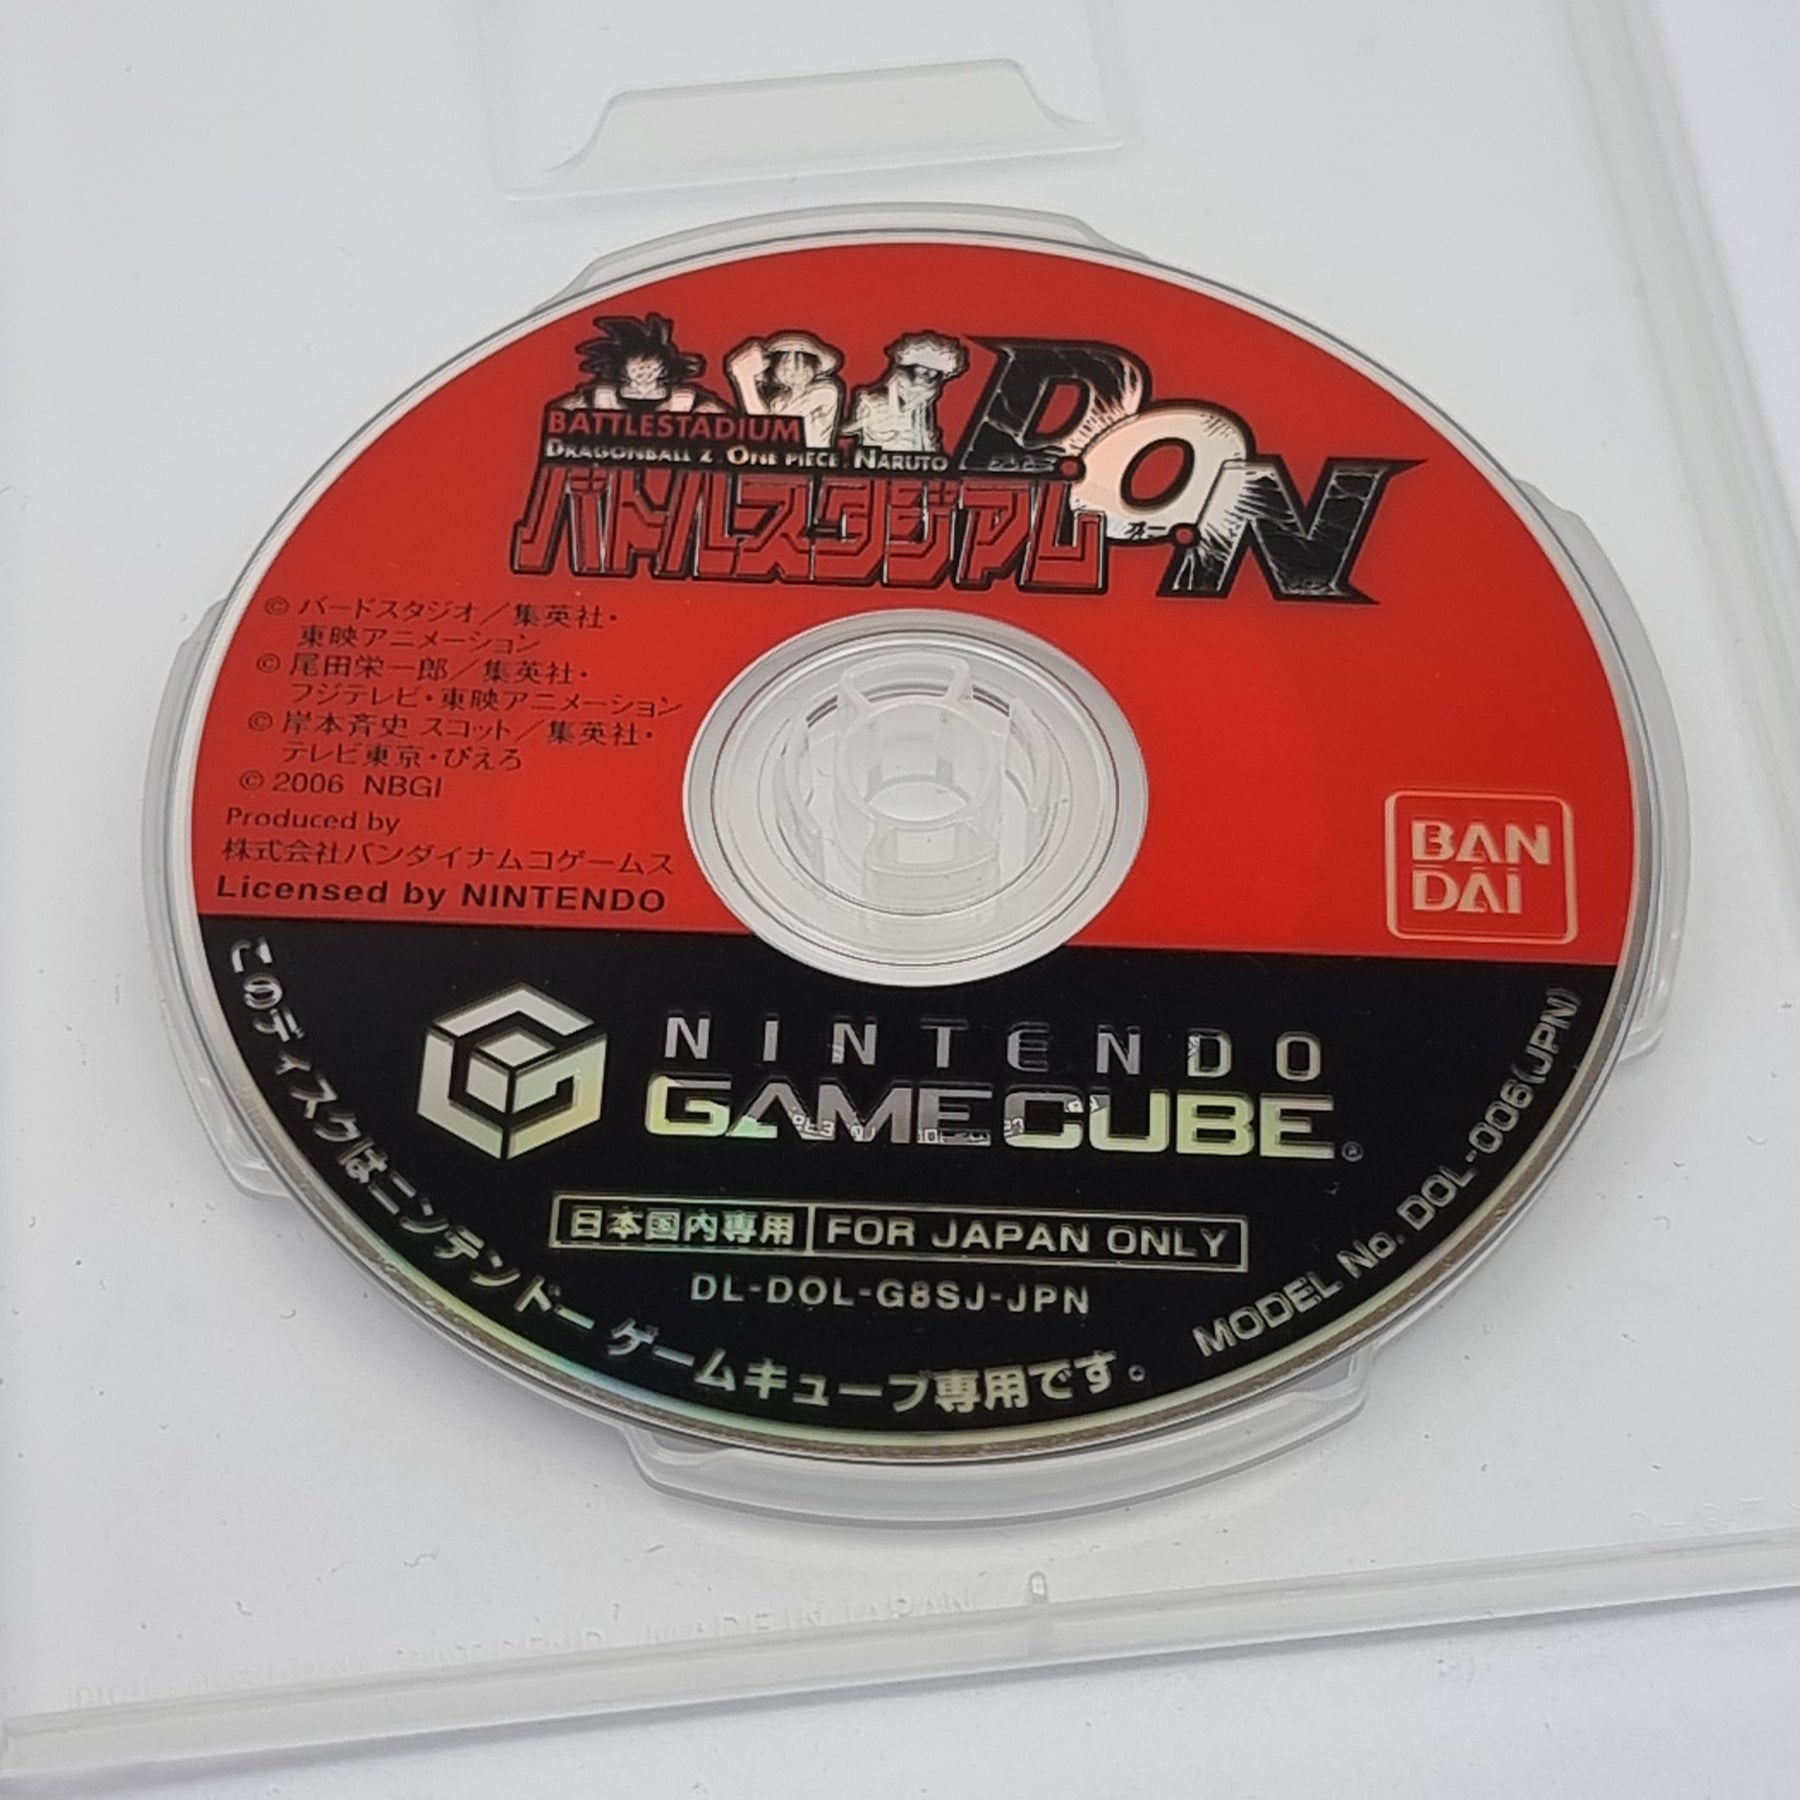 BATTLESTADIUM
DRAGONBALL Z. ONE PIECE. NARUTO
D.O.N
バトルスタジアム
© バードスタジオ／集英社・
東映アニメーション
© 尾田栄一郎／集英社・
フジテレビ・東映アニメーション
© 岸本斉史 スコット／集英社・
テレビ東京・ぴえろ
© 2006 NBGI
Produced by
株式会社バンダイナムコゲームス
Licensed by NINTENDO
BAN
DAI
NINTENDO
GAMECUBE®
日本国内専用 FOR JAPAN ONLY
DL-DOL-G8SJ-JPN
このディスクはニンテンドー ゲームキューブ専用です。
MODEL No. DOL-006(JPN)
MADE IN JAPAN